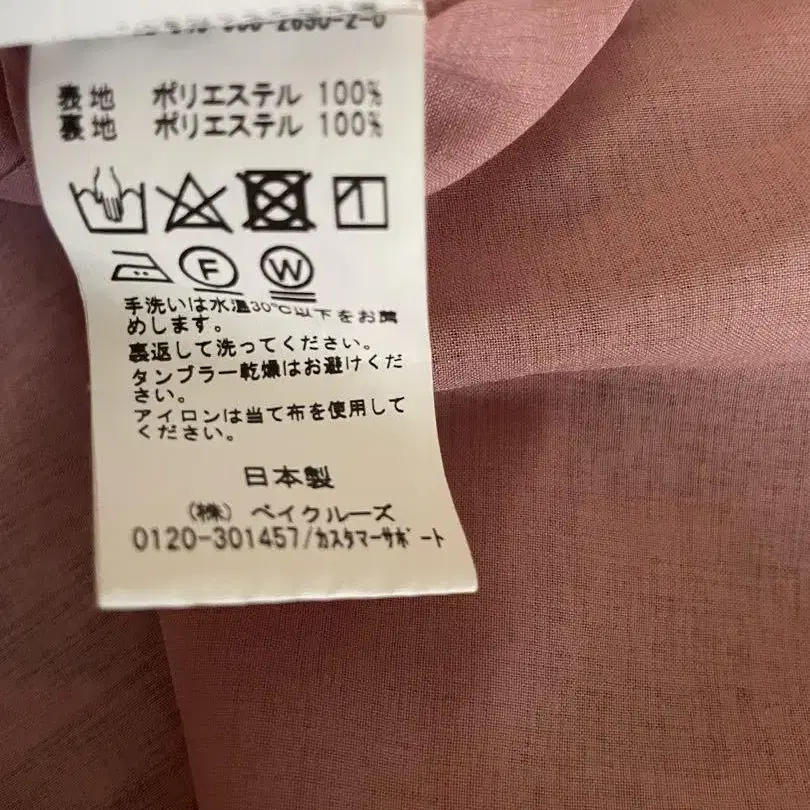 2690-2-0
表地 ポリエステル 100%
裏地 ポリエステル 100%
F W
手洗いは水温30℃以下をお薦
めします。
裏返して洗ってください。
タンブラー乾燥はお避けくだ
さい。
アイロンは当て布を使用して
ください。
日本製
(株) ベイクルーズ
0120-301457/カスタマーサポート